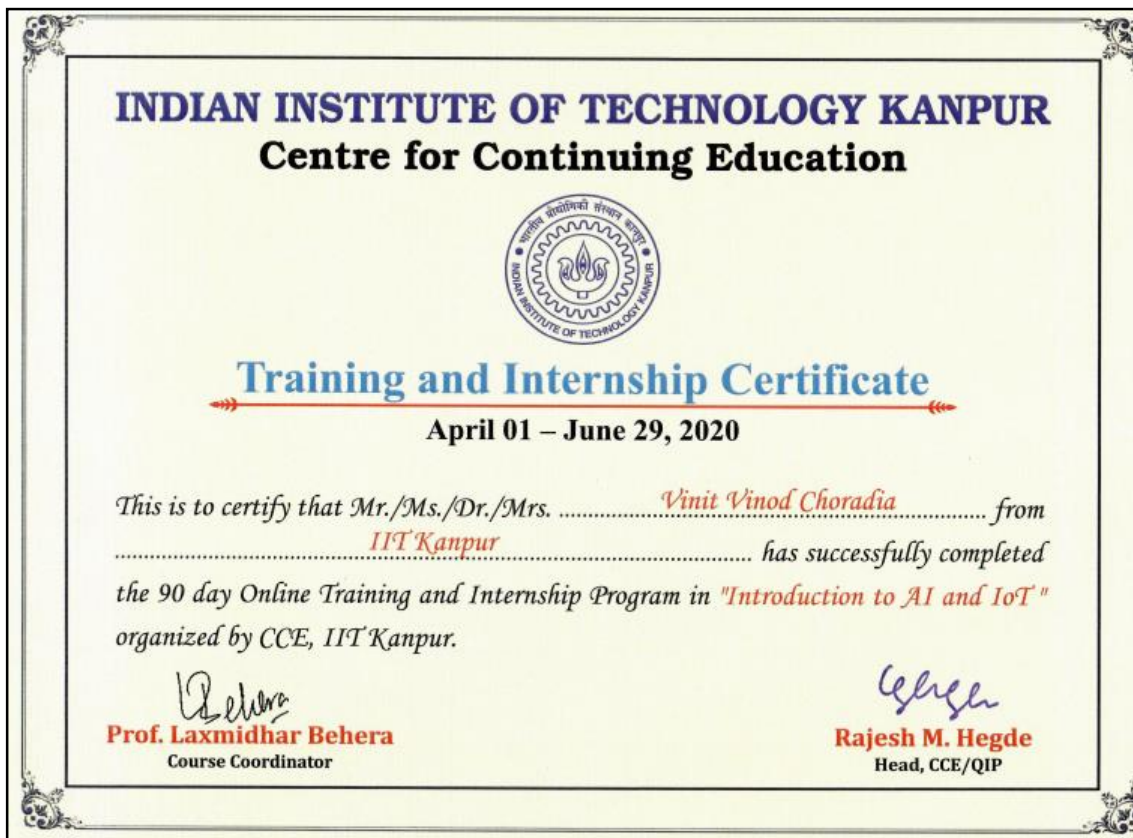 INDIAN INSTITUTE OF TECHNOLOGY KANPUR
Centre for Continuing Education
भारतीय प्रौद्योगिकी संस्थान कानपुर
INDIAN INSTITUTE OF TECHNOLOGY KANPUR
Training and Internship Certificate
April 01 – June 29, 2020
This is to certify that Mr./Ms./Dr./Mrs. Vinit Vinod Choradia from
IIT Kanpur has successfully completed
the 90 day Online Training and Internship Program in "Introduction to AI and IoT "
organized by CCE, IIT Kanpur.
LBehera
Prof. Laxmidhar Behera
Course Coordinator
Rajesh M. Hegde
Head, CCE/QIP